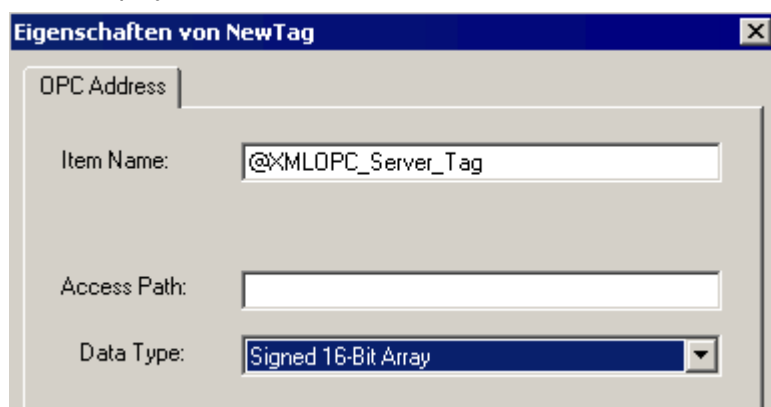 Eigenschaften von NewTag
OPC Address
Item Name: @XMLOPC_Server_Tag
Access Path:
Data Type: Signed 16-Bit Array